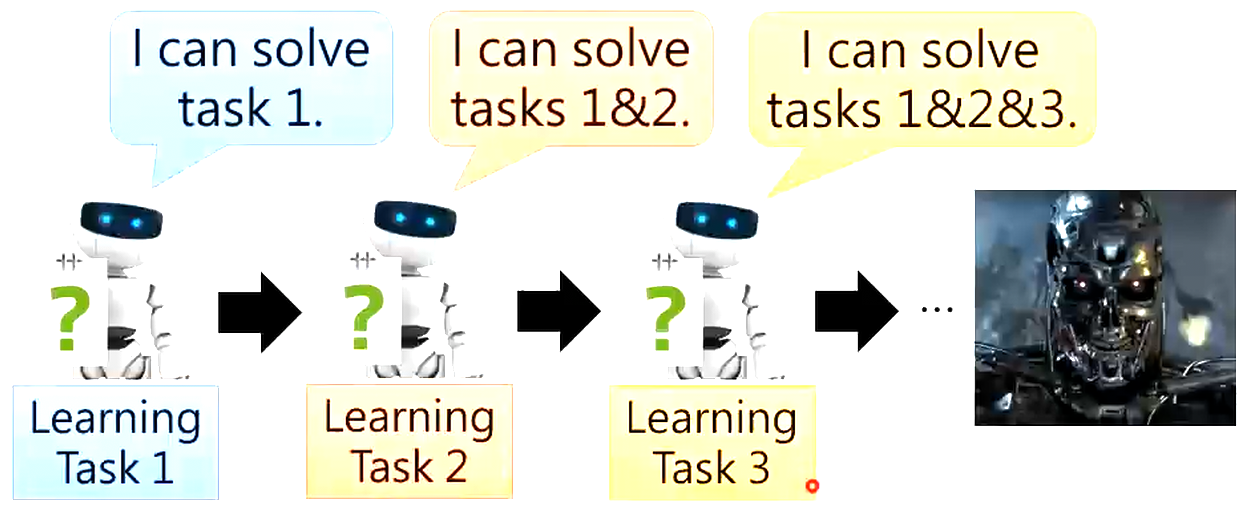 I can solve
task 1.
I can solve
tasks 1&2.
I can solve
tasks 1&2&3.
?
?
?
...
Learning
Task 1
Learning
Task 2
Learning
Task 3